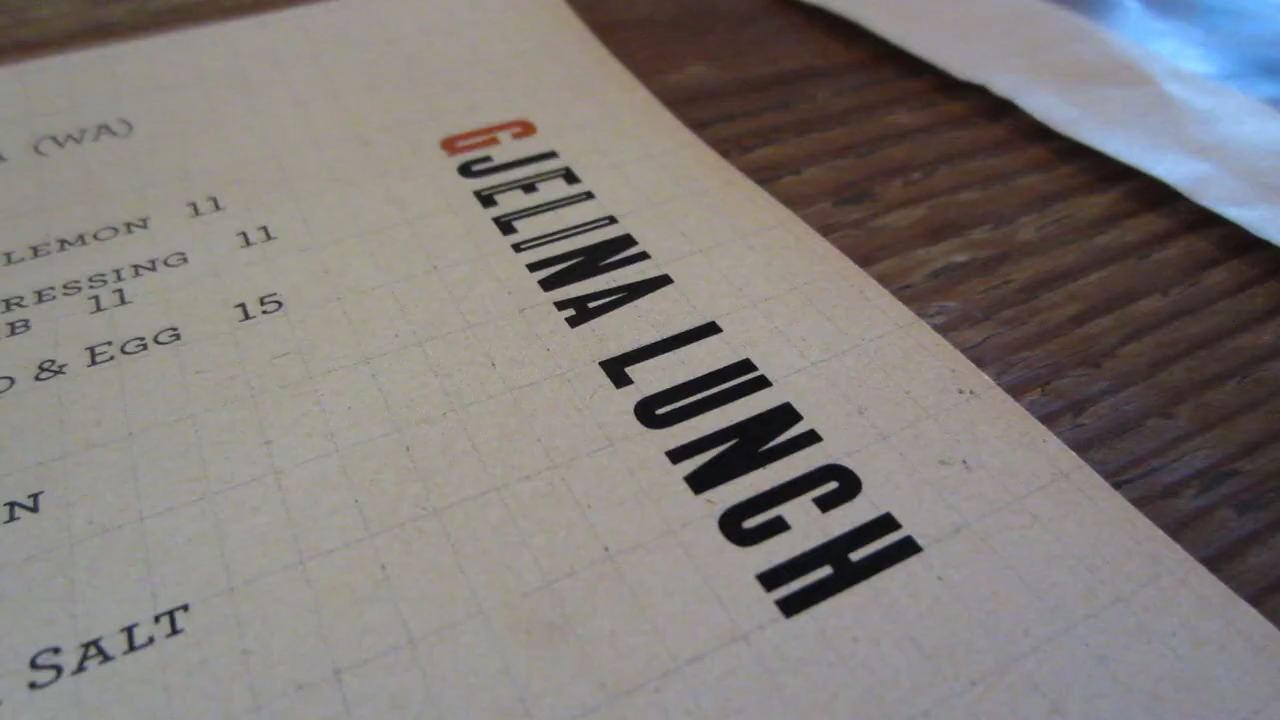 (WA)
LEMON 11
RESSING 11
B 11
& EGG 15
N
SALT
GJELINA LUNCH